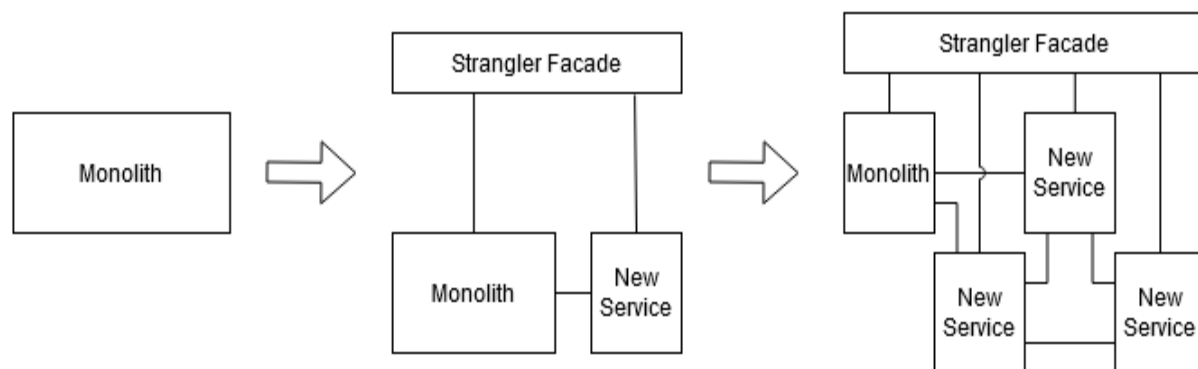 Monolith
Strangler Facade
Monolith
New
Service
Strangler Facade
Monolith
New
Service
New
Service
New
Service